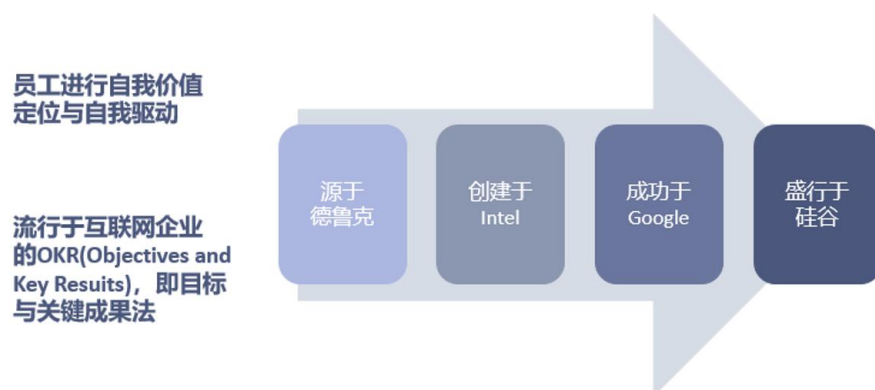 员工进行自我价值
定位与自我驱动
流行于互联网企业
的OKR(Objectives and
Key Resuits)，即目标
与关键成果法
源于
德鲁克
创建于
Intel
成功于
Google
盛行于
硅谷